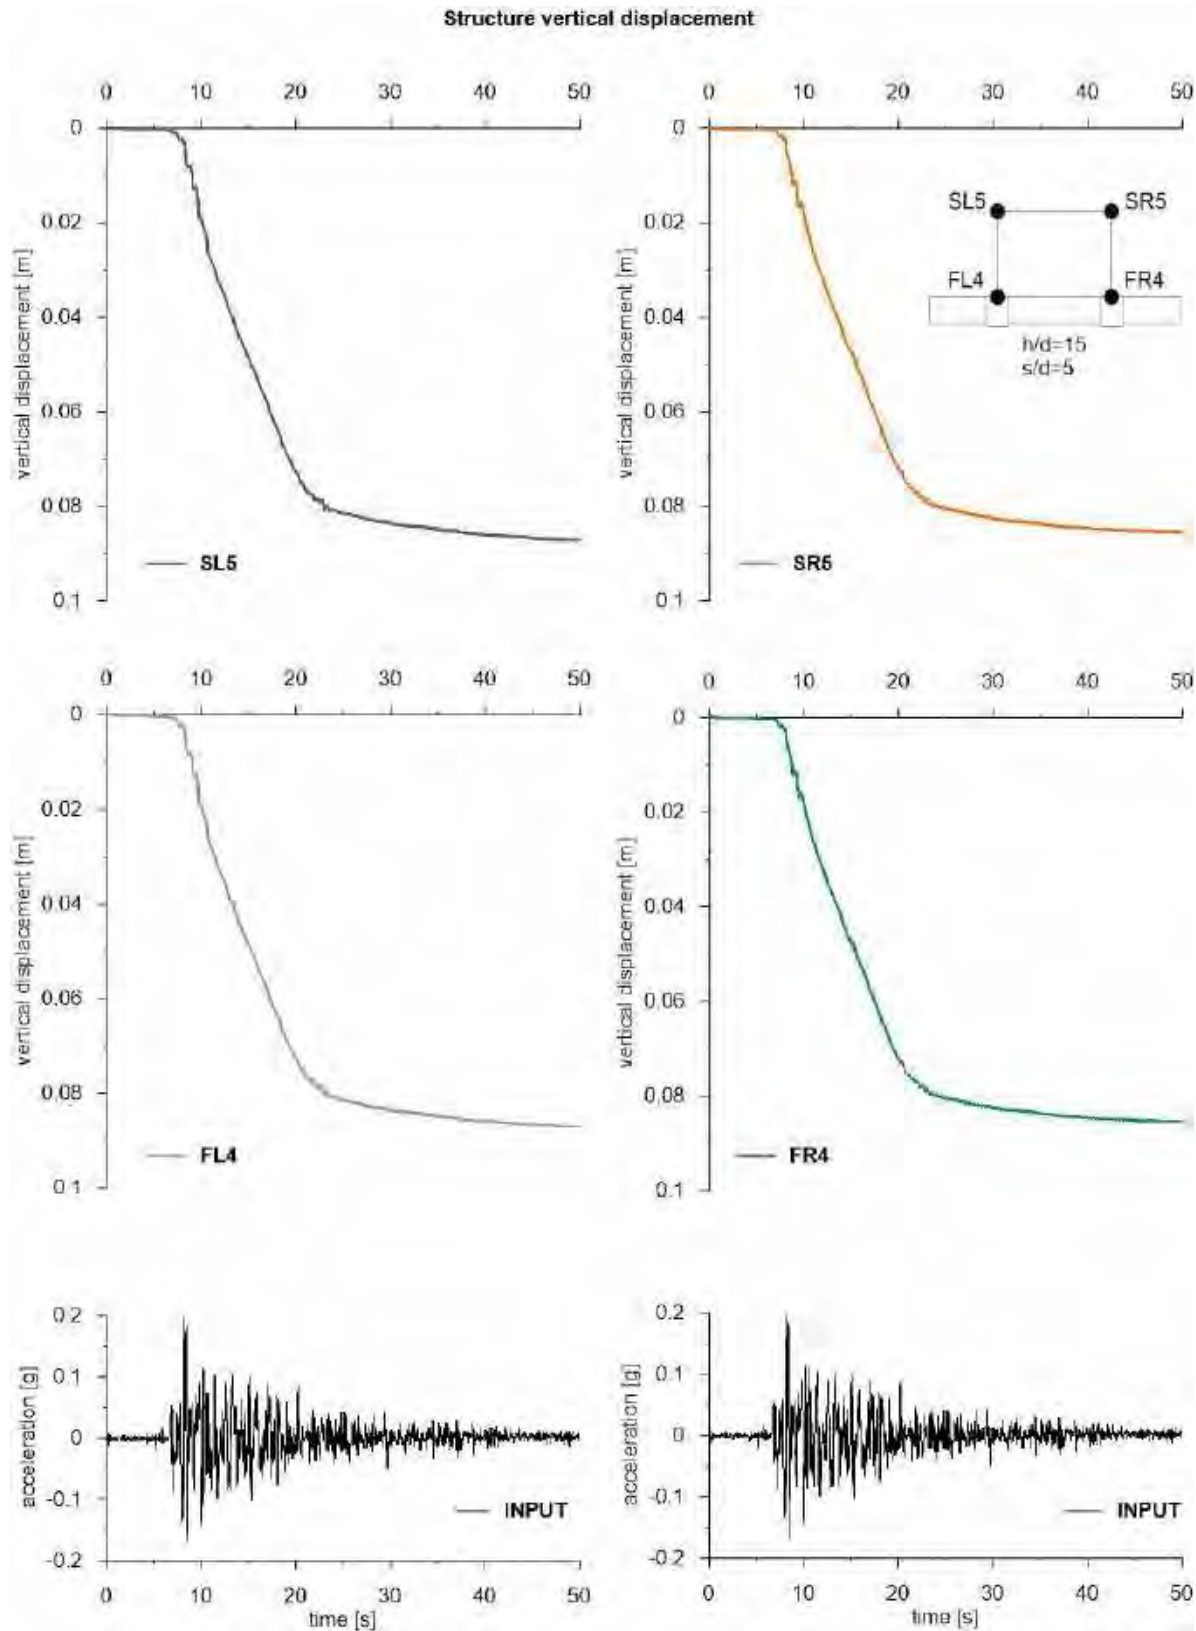 Structure vertical displacement
0 10 20 30 40 50
0
0.02
0.04
0.06
0.08
0.1
vertical displacement [m]
SL5
0 10 20 30 40 50
0
0.02
0.04
0.06
0.08
0.1
vertical displacement [m]
SL5 SR5
FL4 FR4
h/d=15
s/d=5
SR5
0 10 20 30 40 50
0
0.02
0.04
0.06
0.08
0.1
vertical displacement [m]
FL4
0 10 20 30 40 50
0
0.02
0.04
0.06
0.08
0.1
vertical displacement [m]
FR4
0.2
0.1
0
-0.1
-0.2
acceleration [g]
INPUT
0 10 20 30 40 50
time [s]
0.2
0.1
0
-0.1
-0.2
acceleration [g]
INPUT
0 10 20 30 40 50
time [s]